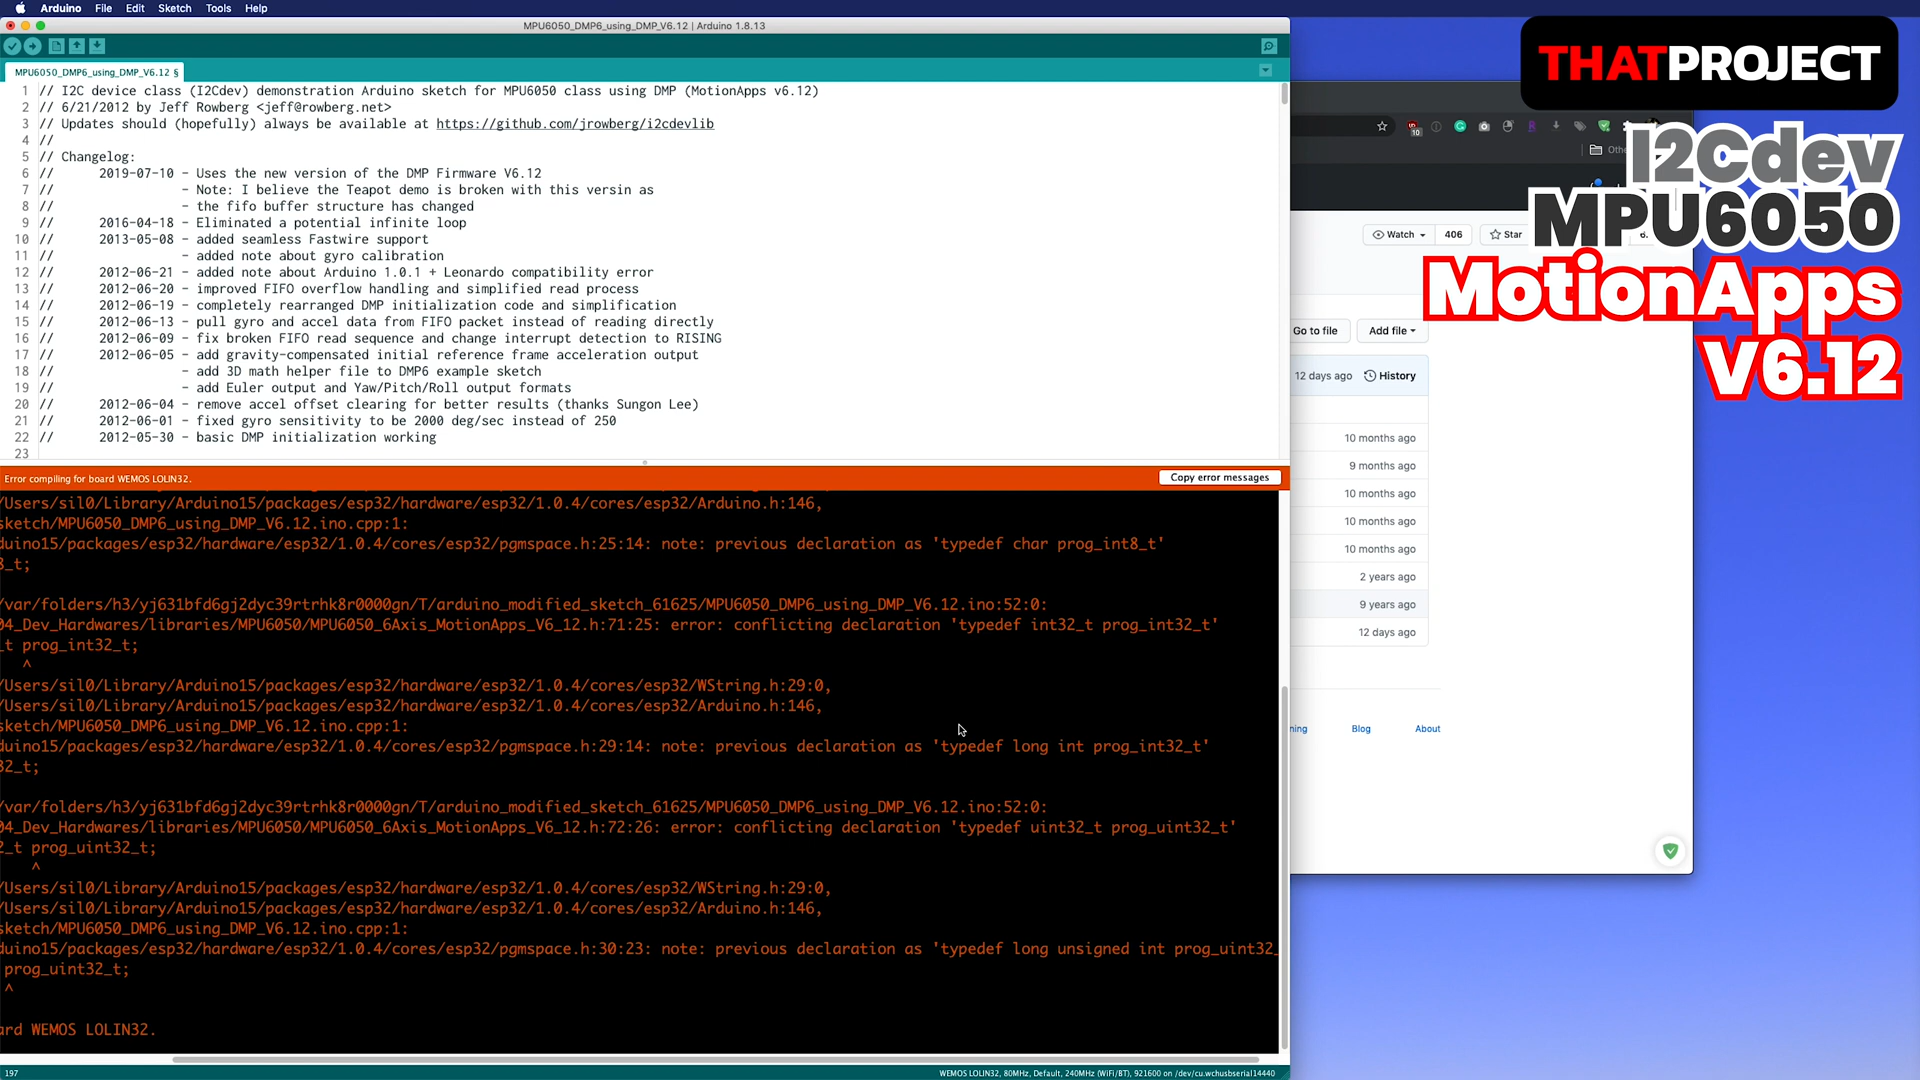 Arduino File Edit Sketch Tools Help
MPU6050_DMP6_using_DMP_V6.12 | Arduino 1.8.13
MPU6050_DMP6_using_DMP_V6.12 §
1 // I2C device class (I2Cdev) demonstration Arduino sketch for MPU6050 class using DMP (MotionApps v6.12)
2 // 6/21/2012 by Jeff Rowberg <jeff@rowberg.net>
3 // Updates should (hopefully) always be available at https://github.com/jrowberg/i2cdevlib
4 //
5 // Changelog:
6 // 2019-07-10 - Uses the new version of the DMP Firmware V6.12
7 // - Note: I believe the Teapot demo is broken with this versin as
8 // - the fifo buffer structure has changed
9 // 2016-04-18 - Eliminated a potential infinite loop
10 // 2013-05-08 - added seamless Fastwire support
11 // - added note about gyro calibration
12 // 2012-06-21 - added note about Arduino 1.0.1 + Leonardo compatibility error
13 // 2012-06-20 - improved FIFO overflow handling and simplified read process
14 // 2012-06-19 - completely rearranged DMP initialization code and simplification
15 // 2012-06-13 - pull gyro and accel data from FIFO packet instead of reading directly
16 // 2012-06-09 - fix broken FIFO read sequence and change interrupt detection to RISING
17 // 2012-06-05 - add gravity-compensated initial reference frame acceleration output
18 // - add 3D math helper file to DMP6 example sketch
19 // - add Euler output and Yaw/Pitch/Roll output formats
20 // 2012-06-04 - remove accel offset clearing for better results (thanks Sungon Lee)
21 // 2012-06-01 - fixed gyro sensitivity to be 2000 deg/sec instead of 250
22 // 2012-05-30 - basic DMP initialization working
23
Error compiling for board WEMOS LOLIN32.
Copy error messages
/Users/sil0/Library/Arduino15/packages/esp32/hardware/esp32/1.0.4/cores/esp32/Arduino.h:146,
sketch/MPU6050_DMP6_using_DMP_V6.12.ino.cpp:1:
duino15/packages/esp32/hardware/esp32/1.0.4/cores/esp32/pgmspace.h:25:14: note: previous declaration as 'typedef char prog_int8_t'
8_t;
/var/folders/h3/yj631bfd6gj2dyc39rtrhk8r0000gn/T/arduino_modified_sketch_61625/MPU6050_DMP6_using_DMP_V6.12.ino:52:0:
04_Dev_Hardwares/libraries/MPU6050/MPU6050_6Axis_MotionApps_V6_12.h:71:25: error: conflicting declaration 'typedef int32_t prog_int32_t'
_t prog_int32_t;
^
/Users/sil0/Library/Arduino15/packages/esp32/hardware/esp32/1.0.4/cores/esp32/WString.h:29:0,
/Users/sil0/Library/Arduino15/packages/esp32/hardware/esp32/1.0.4/cores/esp32/Arduino.h:146,
sketch/MPU6050_DMP6_using_DMP_V6.12.ino.cpp:1:
duino15/packages/esp32/hardware/esp32/1.0.4/cores/esp32/pgmspace.h:29:14: note: previous declaration as 'typedef long int prog_int32_t'
32_t;
/var/folders/h3/yj631bfd6gj2dyc39rtrhk8r0000gn/T/arduino_modified_sketch_61625/MPU6050_DMP6_using_DMP_V6.12.ino:52:0:
04_Dev_Hardwares/libraries/MPU6050/MPU6050_6Axis_MotionApps_V6_12.h:72:26: error: conflicting declaration 'typedef uint32_t prog_uint32_t'
2_t prog_uint32_t;
^
/Users/sil0/Library/Arduino15/packages/esp32/hardware/esp32/1.0.4/cores/esp32/WString.h:29:0,
/Users/sil0/Library/Arduino15/packages/esp32/hardware/esp32/1.0.4/cores/esp32/Arduino.h:146,
sketch/MPU6050_DMP6_using_DMP_V6.12.ino.cpp:1:
duino15/packages/esp32/hardware/esp32/1.0.4/cores/esp32/pgmspace.h:30:23: note: previous declaration as 'typedef long unsigned int prog_uint32_
prog_uint32_t;
^
ard WEMOS LOLIN32.
197
WEMOS LOLIN32, 80MHz, Default, 240MHz (WiFi/BT), 921600 on /dev/cu.wchusbserial14440
THATPROJECT
I2Cdev
MPU6050
MotionApps
V6.12
10
Watch 406 Star
Go to file Add file
12 days ago History
10 months ago
9 months ago
10 months ago
10 months ago
10 months ago
2 years ago
9 years ago
12 days ago
ning Blog About